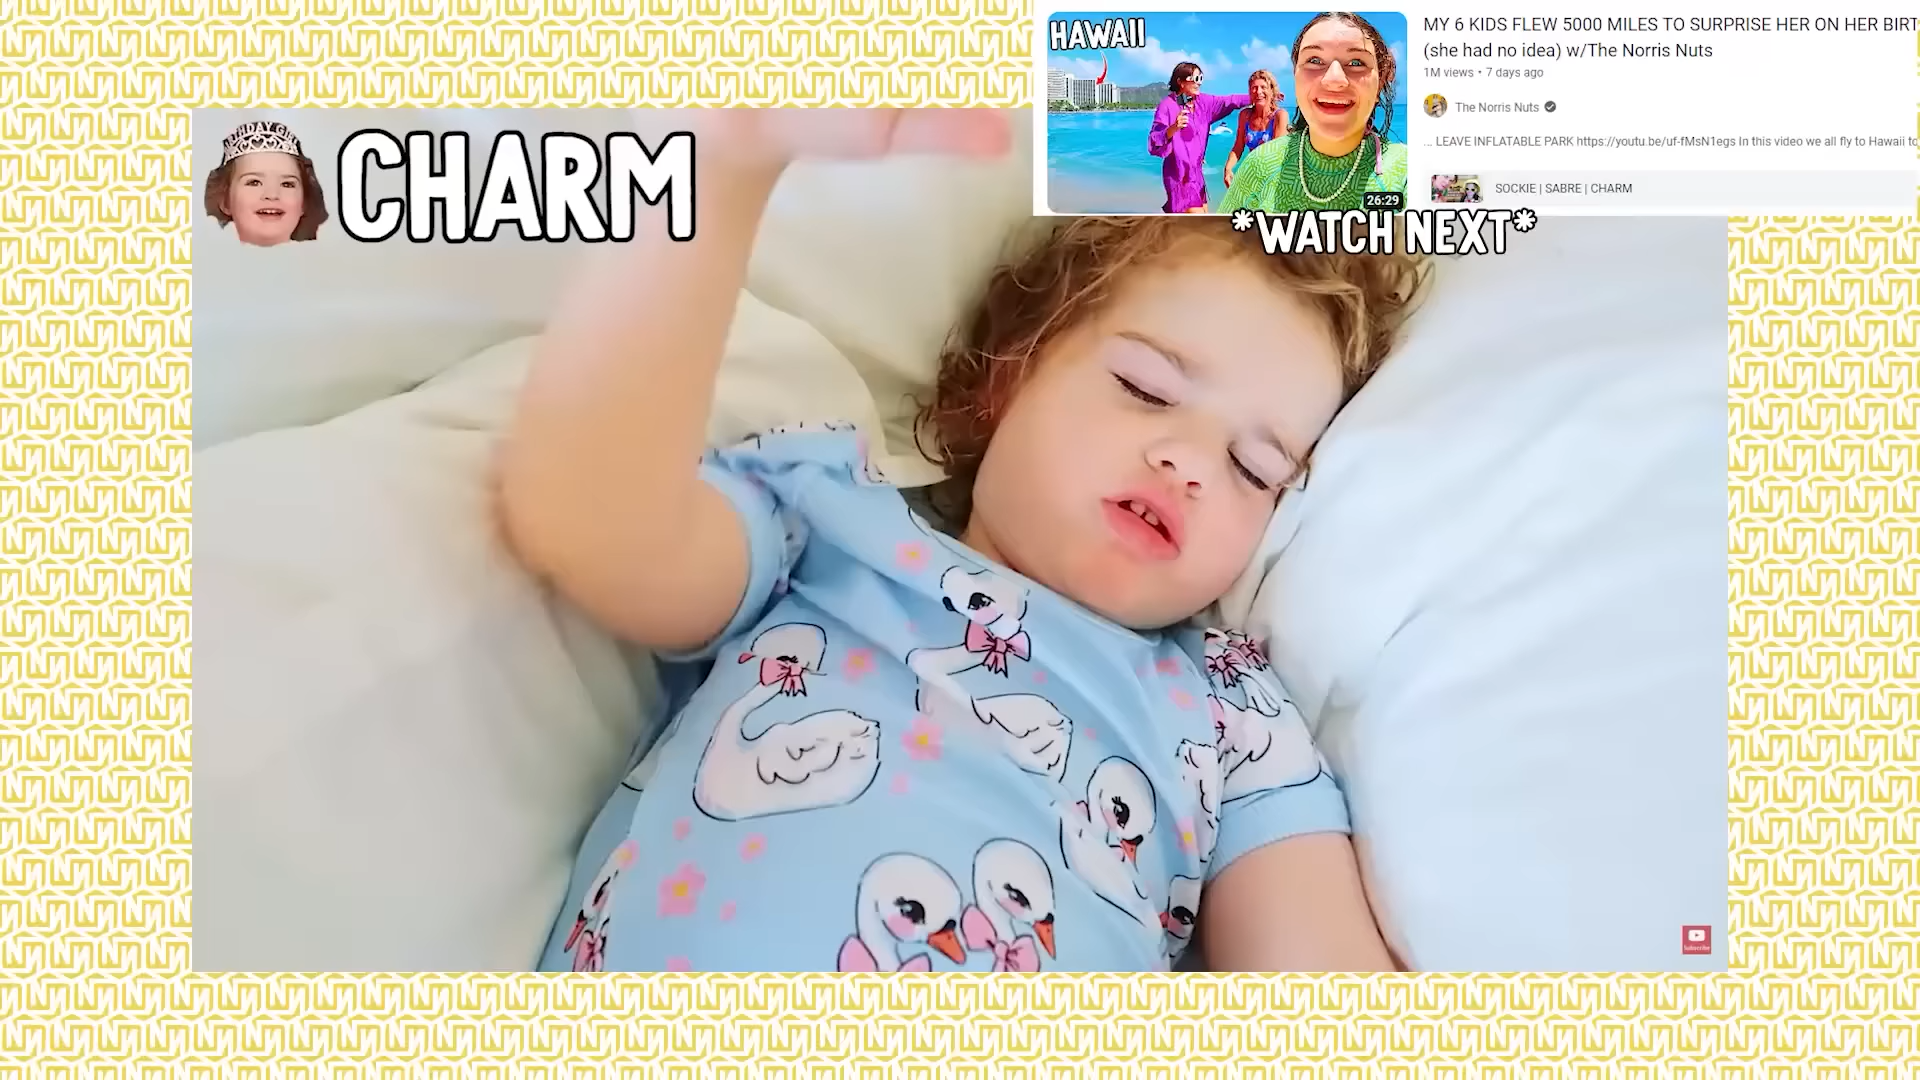 HAWAII
26:29
MY 6 KIDS FLEW 5000 MILES TO SURPRISE HER ON HER
(she had no idea) w/The Norris Nuts
1M views • 7 days ago
The Norris Nuts
... LEAVE INFLATABLE PARK https://youtu.be/uf-fMsN1egs In this video we all fly to Hawaii to
SOCKIE | SABRE | CHARM
*WATCH NEXT*
CHARM
Subscribe